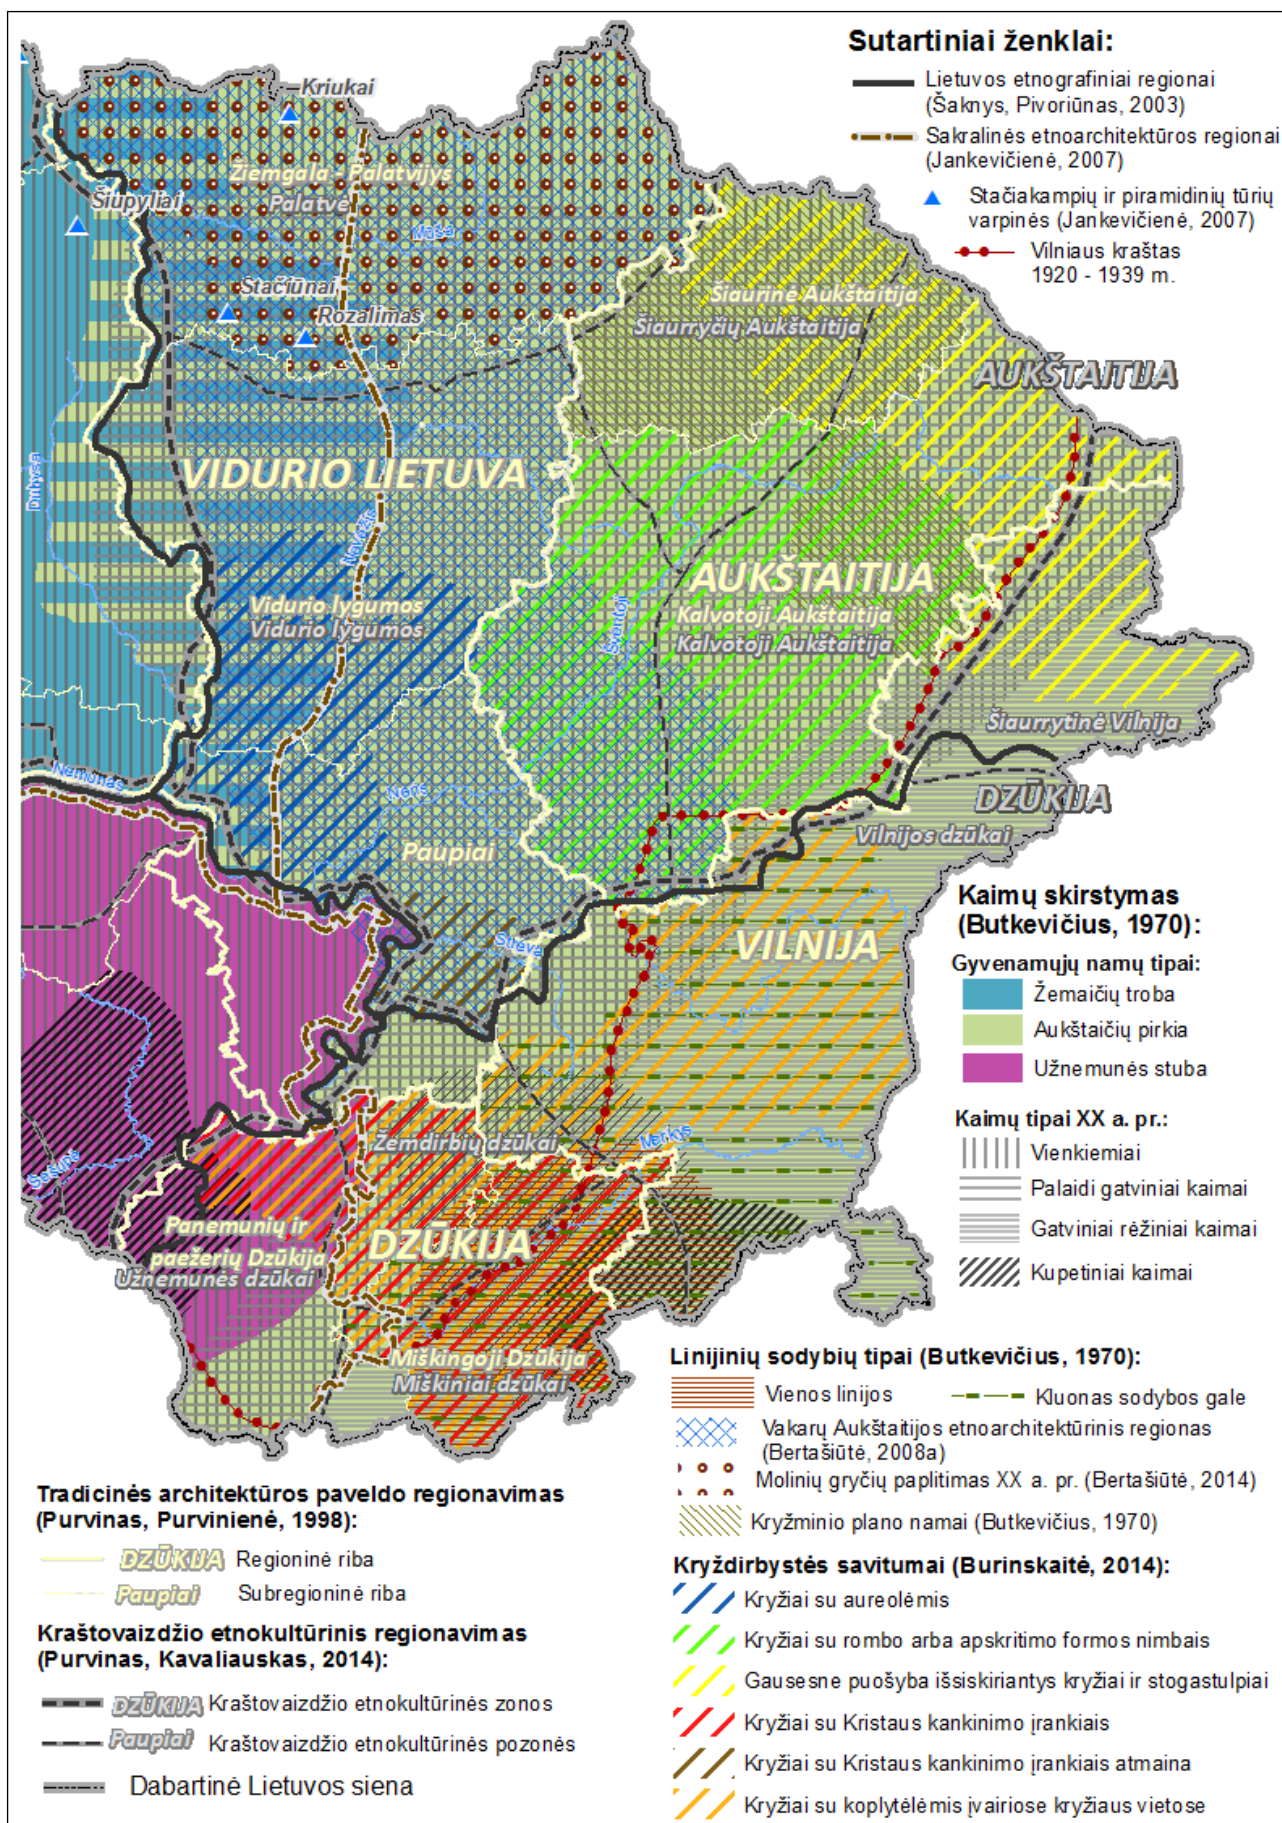 Sutartiniai ženklai:
Lietuvos etnografiniai regionai
(Šaknys, Pivoriūnas, 2003)
Sakralinės etnoarchitektūros regionai
(Jankevičienė, 2007)
Stačiakampių ir piramidinių tūrių
varpinės (Jankevičienė, 2007)
Vilniaus kraštas
1920 - 1939 m.
Kriukai
Žiemgala - Palatvijys
Palatvė
Šiupyliai
Mūša
Stačiūnai
Rozalimas
Šiaurinė Aukštaitija
Šiaurryčių Aukštaitija
AUKŠTAITIJA
VIDURIO LIETUVA
Dubysa
Nevėžis
AUKŠTAITIJA
Vidurio lygumos
Vidurio lygumos
Šventoji
Kalvotoji Aukštaitija
Kalvotoji Aukštaitija
Šiaurrytinė Vilnija
Nemunas
Neris
DZŪKIJA
Vilnijos dzūkai
Paupiai
Strėva
VILNIJA
Merkys
Žemdirbių dzūkai
Šešupė
Panemunių ir
paežerių Dzūkija
Užnemunės dzūkai
DZŪKIJA
Miškingoji Dzūkija
Miškiniai dzūkai
Kaimų skirstymas
(Butkevičius, 1970):
Gyvenamųjų namų tipai:
Žemaičių troba
Aukštaičių pirkia
Užnemunės stuba
Kaimų tipai XX a. pr.:
Vienkiemiai
Palaidi gatviniai kaimai
Gatviniai rėžiniai kaimai
Kupetiniai kaimai
Linijinių sodybių tipai (Butkevičius, 1970):
Vienos linijos
Kluonas sodybos gale
Vakarų Aukštaitijos etnoarchitektūrinis regionas
(Bertašiūtė, 2008a)
Molinių gryčių paplitimas XX a. pr. (Bertašiūtė, 2014)
Kryžminio plano namai (Butkevičius, 1970)
Kryždirbystės savitumai (Burinskaitė, 2014):
Kryžiai su aureolėmis
Kryžiai su rombo arba apskritimo formos nimbais
Gausesne puošyba išsiskiriantys kryžiai ir stogastulpiai
Kryžiai su Kristaus kankinimo įrankiais
Kryžiai su Kristaus kankinimo įrankiais atmaina
Kryžiai su koplytėlėmis įvairiose kryžiaus vietose
Tradicinės architektūros paveldo regionavimas
(Purvinas, Purvinienė, 1998):
DZŪKIJA Regioninė riba
Paupiai Subregioninė riba
Kraštovaizdžio etnokultūrinis regionavimas
(Purvinas, Kavaliauskas, 2014):
DZŪKIJA Kraštovaizdžio etnokultūrinės zonos
Paupiai Kraštovaizdžio etnokultūrinės pozonės
Dabartinė Lietuvos siena